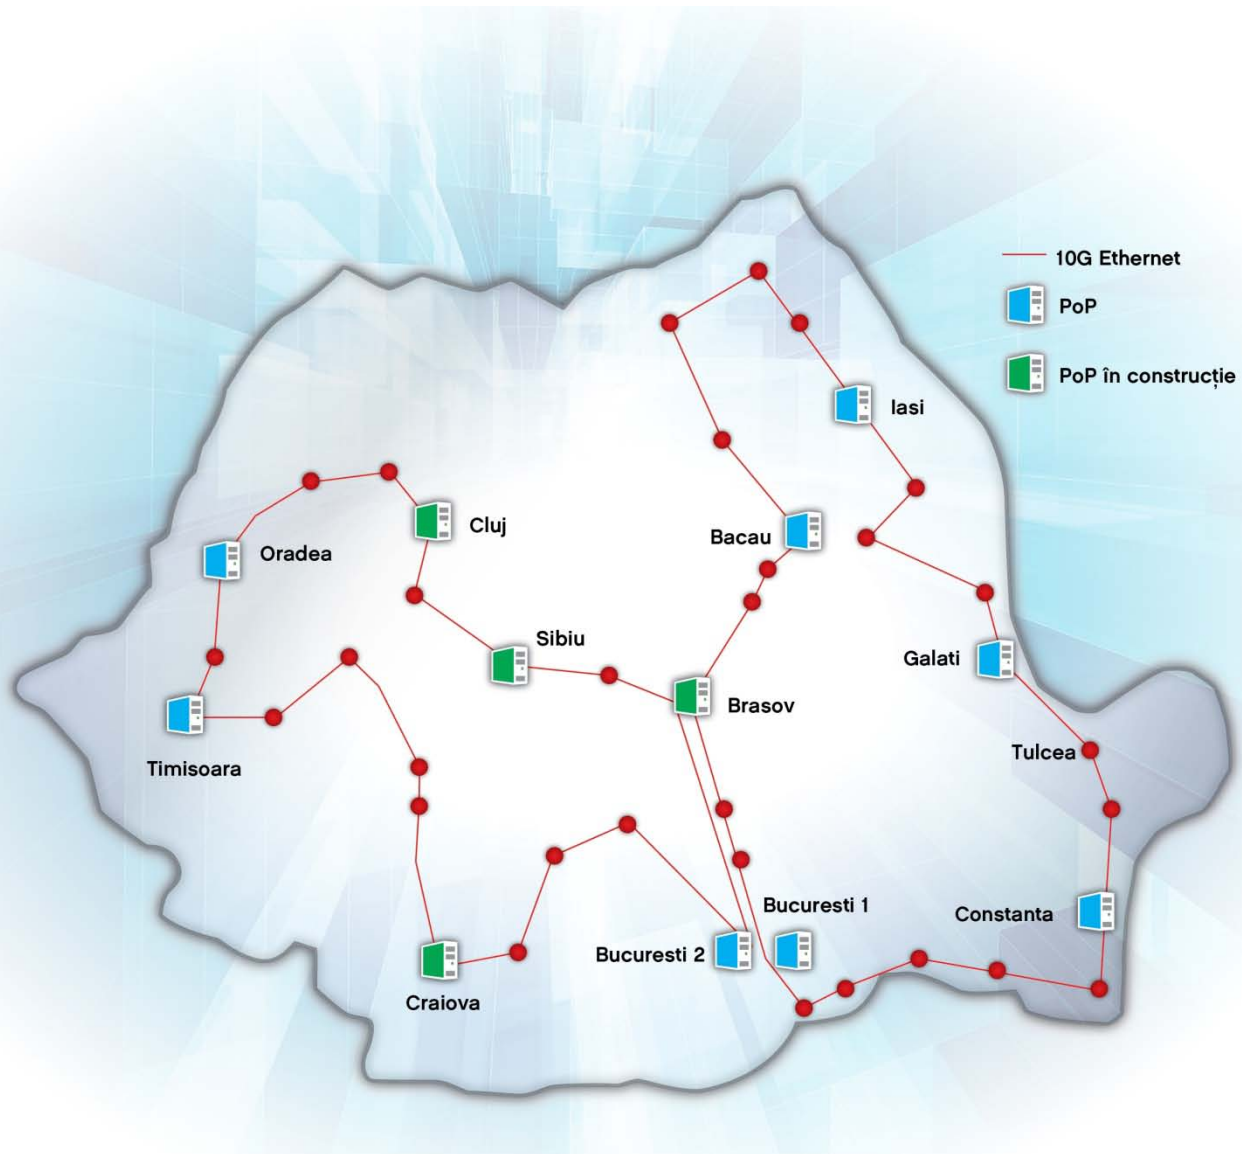 10G Ethernet
PoP
PoP în construcție
Iasi
Cluj
Bacau
Oradea
Sibiu
Galati
Brasov
Tulcea
Timisoara
Bucuresti 1
Constanta
Bucuresti 2
Craiova